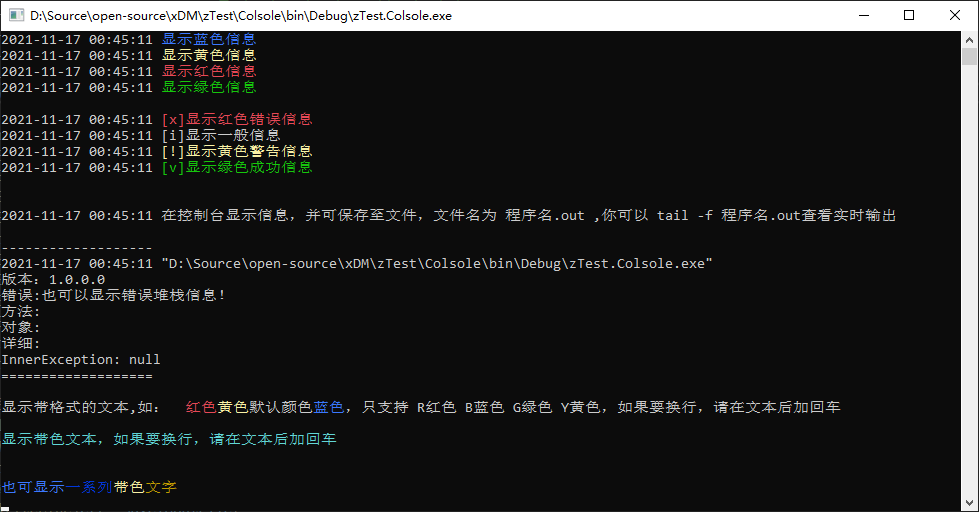 D:\Source\open-source\xDM\zTest\Colsole\bin\Debug\zTest.Colsole.exe
2021-11-17 00:45:11 显示蓝色信息
2021-11-17 00:45:11 显示黄色信息
2021-11-17 00:45:11 显示红色信息
2021-11-17 00:45:11 显示绿色信息
2021-11-17 00:45:11 [x]显示红色错误信息
2021-11-17 00:45:11 [i]显示一般信息
2021-11-17 00:45:11 [!]显示黄色警告信息
2021-11-17 00:45:11 [v]显示绿色成功信息
2021-11-17 00:45:11 在控制台显示信息，并可保存至文件，文件名为 程序名.out ,你可以 tail -f 程序名.out查看实时输出
-------------------
2021-11-17 00:45:11 "D:\Source\open-source\xDM\zTest\Colsole\bin\Debug\zTest.Colsole.exe"
版本：1.0.0.0
错误:也可以显示错误堆栈信息!
方法:
对象:
详细:
InnerException: null
===================
显示带格式的文本,如:  红色黄色默认颜色蓝色，只支持 R红色 B蓝色 G绿色 Y黄色，如果要换行，请在文本后加回车
显示带色文本，如果要换行，请在文本后加回车
也可显示一系列带色文字